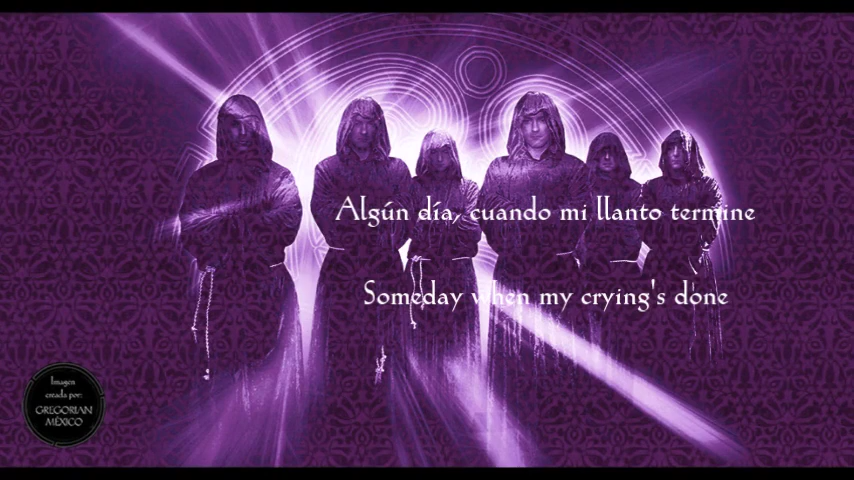 Algún día, cuando mi llanto termine
Someday when my crying's done
Imagen
creada por:
GREGORIAN
MÉXICO